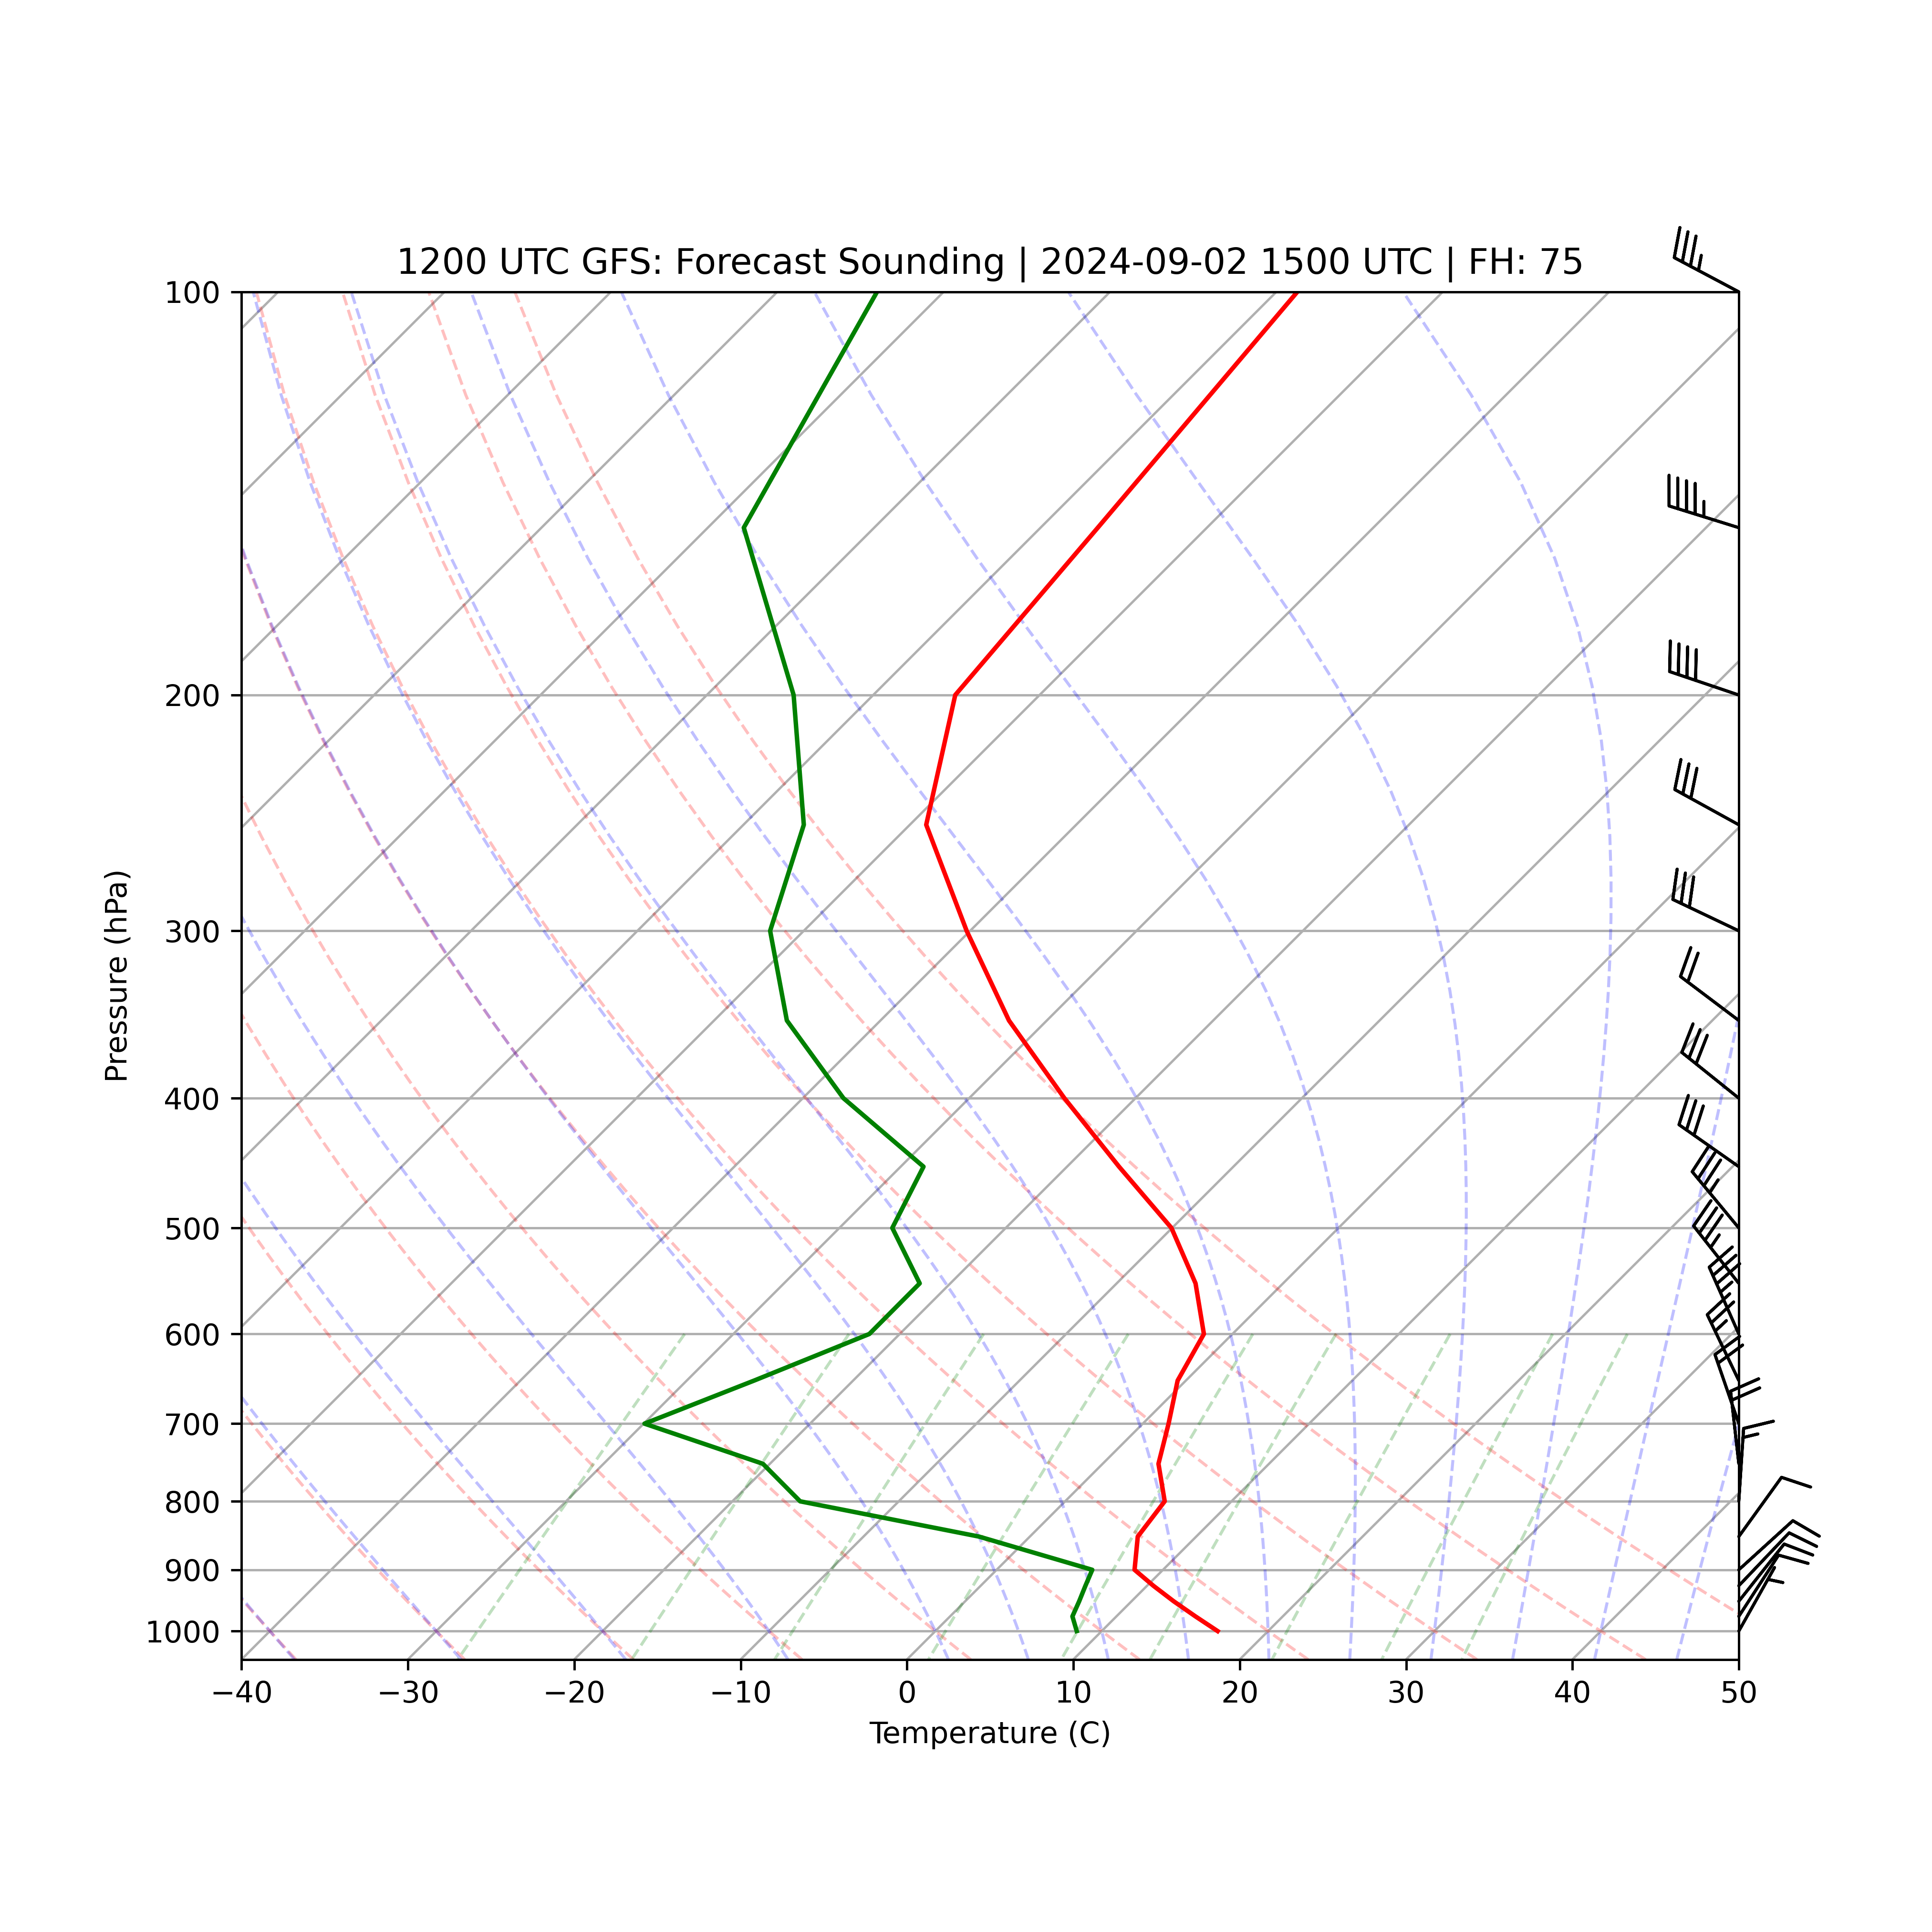 1200 UTC GFS: Forecast Sounding | 2024-09-02 1500 UTC | FH: 75
100
200
300
400
500
600
700
800
900
1000
Pressure (hPa)
−40 −30 −20 −10 0 10 20 30 40 50
Temperature (C)